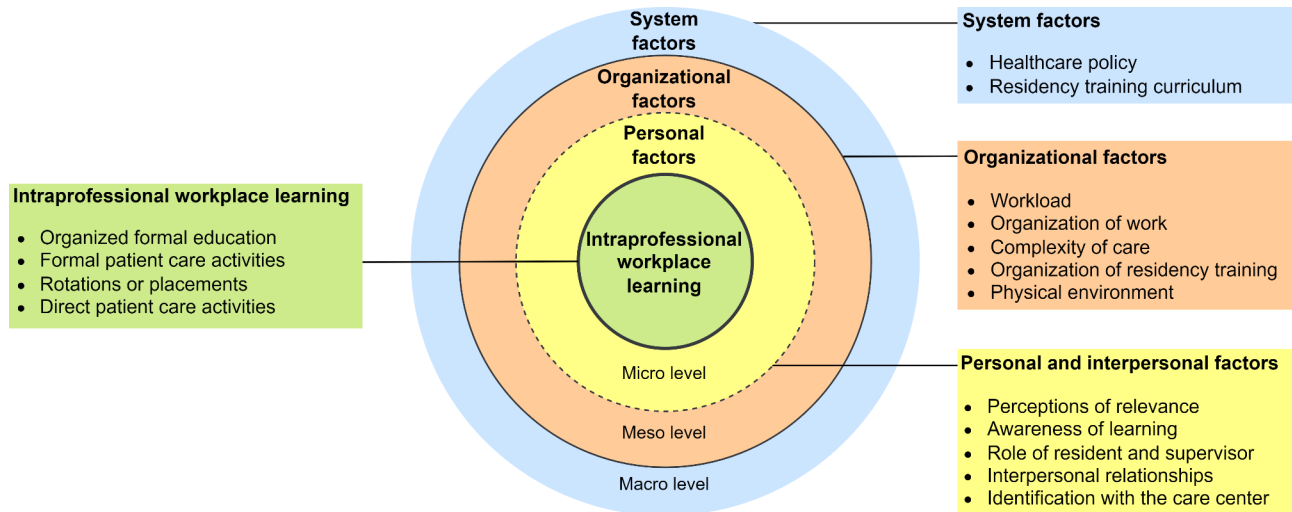 System
factors
Organizational
factors
Personal
factors
Intraprofessional
workplace
learning
Micro level
Meso level
Macro level
Intraprofessional workplace learning
• Organized formal education
• Formal patient care activities
• Rotations or placements
• Direct patient care activities
System factors
• Healthcare policy
• Residency training curriculum
Organizational factors
• Workload
• Organization of work
• Complexity of care
• Organization of residency training
• Physical environment
Personal and interpersonal factors
• Perceptions of relevance
• Awareness of learning
• Role of resident and supervisor
• Interpersonal relationships
• Identification with the care center